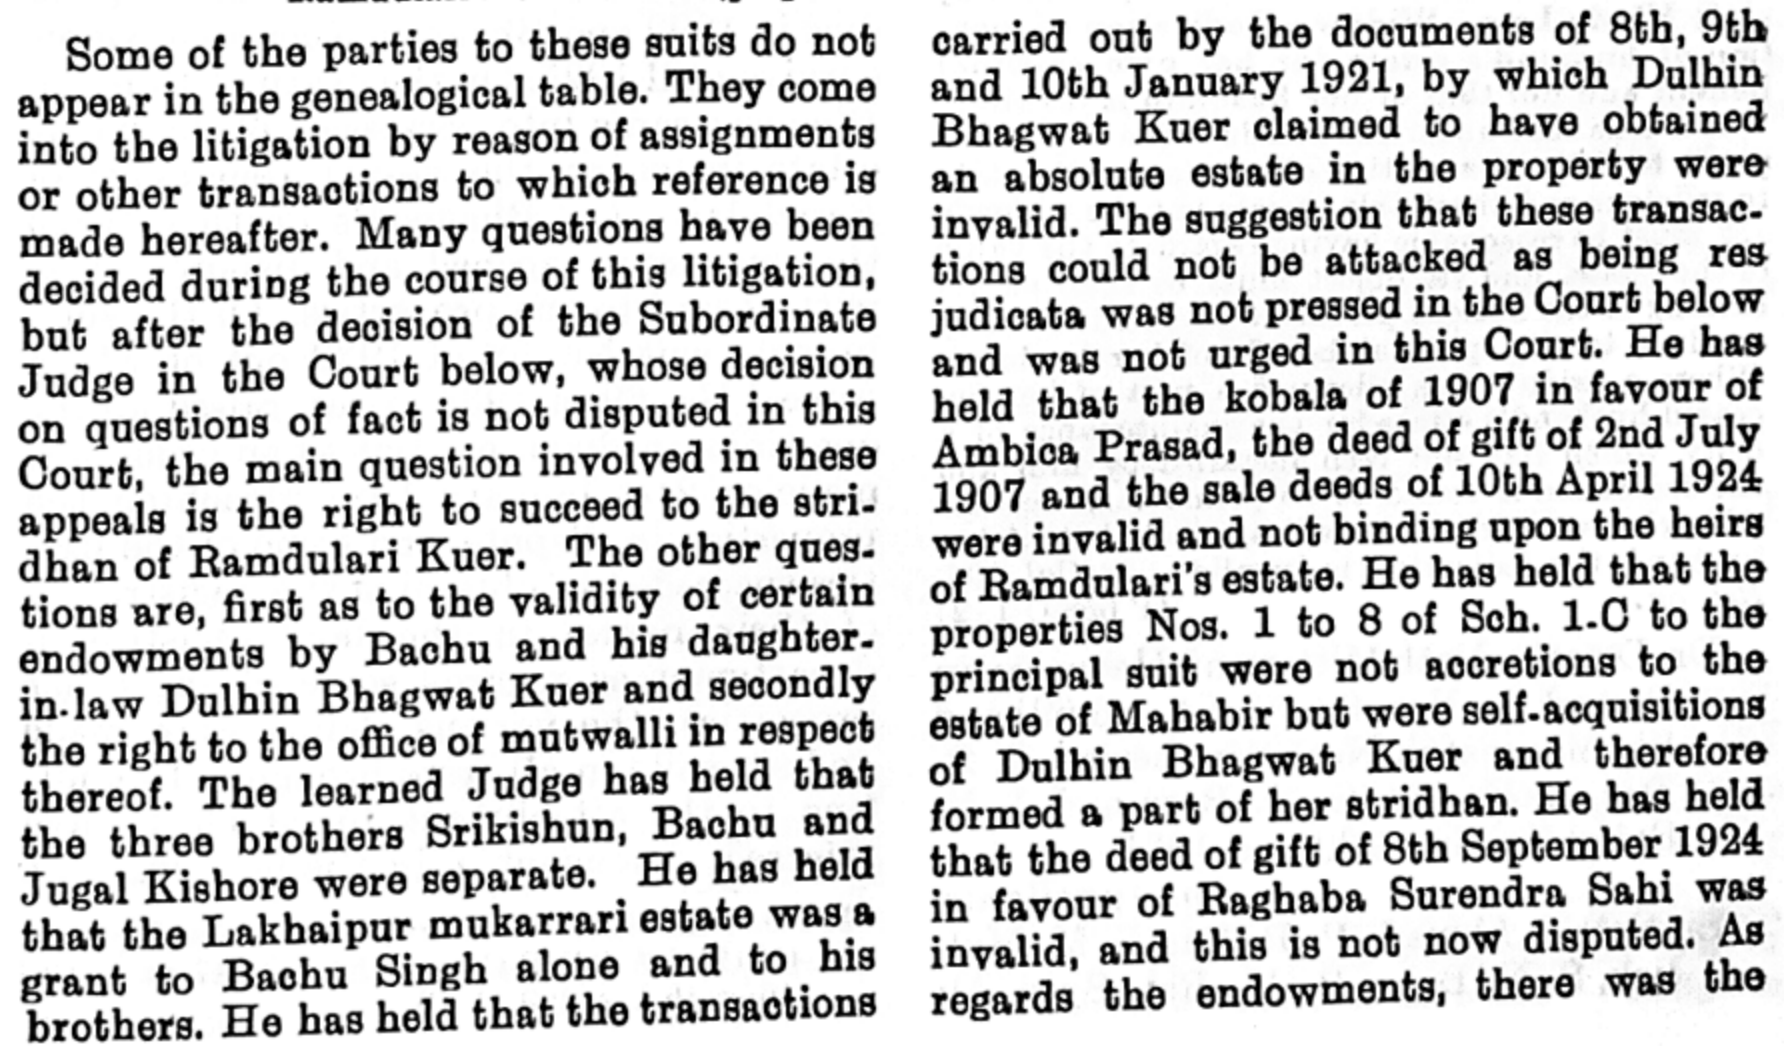 Some of the parties to these suits do not
appear in the genealogical table. They come
into the litigation by reason of assignments
or other transactions to which reference is
made hereafter. Many questions have been
decided during the course of this litigation,
but after the decision of the Subordinate
Judge in the Court below, whose decision
on questions of fact is not disputed in this
Court, the main question involved in these
appeals is the right to succeed to the stri-
dhan of Ramdulari Kuer. The other ques-
tions are, first as to the validity of certain
endowments by Bachu and his daughter-
in-law Dulhin Bhagwat Kuer and secondly
the right to the office of mutwalli in respect
thereof. The learned Judge has held that
the three brothers Srikishun, Bachu and
Jugal Kishore were separate. He has held
that the Lakhaipur mukarrari estate was a
grant to Bachu Singh alone and to his
brothers. He has held that the transactions
carried out by the documents of 8th, 9th
and 10th January 1921, by which Dulhin
Bhagwat Kuer claimed to have obtained
an absolute estate in the property were
invalid. The suggestion that these transac-
tions could not be attacked as being res
judicata was not pressed in the Court below
and was not urged in this Court. He has
held that the kobala of 1907 in favour of
Ambica Prasad, the deed of gift of 2nd July
1907 and the sale deeds of 10th April 1924
were invalid and not binding upon the heirs
of Ramdulari's estate. He has held that the
properties Nos. 1 to 8 of Sch. 1-C to the
principal suit were not accretions to the
estate of Mahabir but were self-acquisitions
of Dulhin Bhagwat Kuer and therefore
formed a part of her stridhan. He has held
that the deed of gift of 8th September 1924
in favour of Raghaba Surendra Sahi was
invalid, and this is not now disputed. As
regards the endowments, there was the